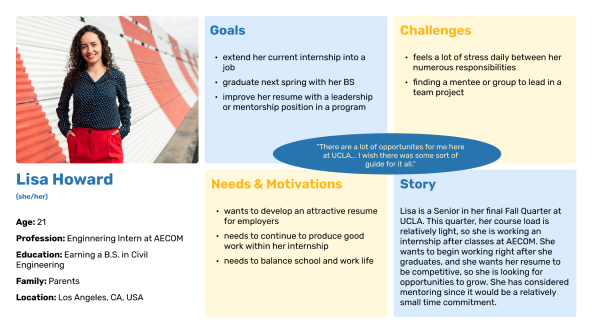 Lisa Howard
(she/her)
Age: 21
Profession: Enginnering Intern at AECOM
Education: Earning a B.S. in Civil
Engineering
Family: Parents
Location: Los Angeles, CA, USA
Goals
• extend her current internship into a
job
• graduate next spring with her BS
• improve her resume with a leadership
or mentorship position in a program
Challenges
• feels a lot of stress daily between her
numerous responsibilities
• finding a mentee or group to lead in a
team project
"There are a lot of opportunites for me here
at UCLA... I wish there was some sort of
guide for it all."
Needs & Motivations
• wants to develop an attractive resume
for employers
• needs to continue to produce good
work within her internship
• needs to balance school and work life
Story
Lisa is a Senior in her final Fall Quarter at
UCLA. This quarter, her course load is
relatively light, so she is working an
internship after classes at AECOM. She
wants to begin working right after she
graduates, and she wants her resume to
be competitive, so she is looking for
opportunities to grow. She has considered
mentoring since it would be a relatively
small time commitment.